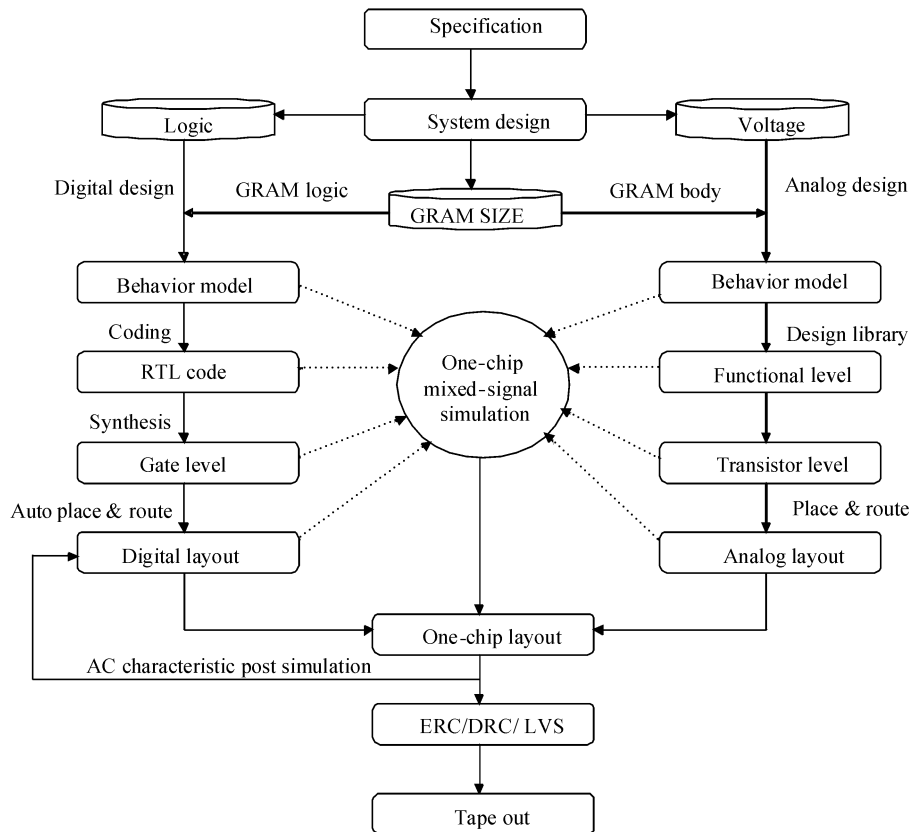 Specification
Logic
System design
Voltage
Digital design
GRAM logic
GRAM body
Analog design
GRAM SIZE
Behavior model
Behavior model
Coding
Design library
One-chip
mixed-signal
simulation
RTL code
Functional level
Synthesis
Gate level
Transistor level
Auto place & route
Place & route
Digital layout
Analog layout
One-chip layout
AC characteristic post simulation
ERC/DRC/ LVS
Tape out